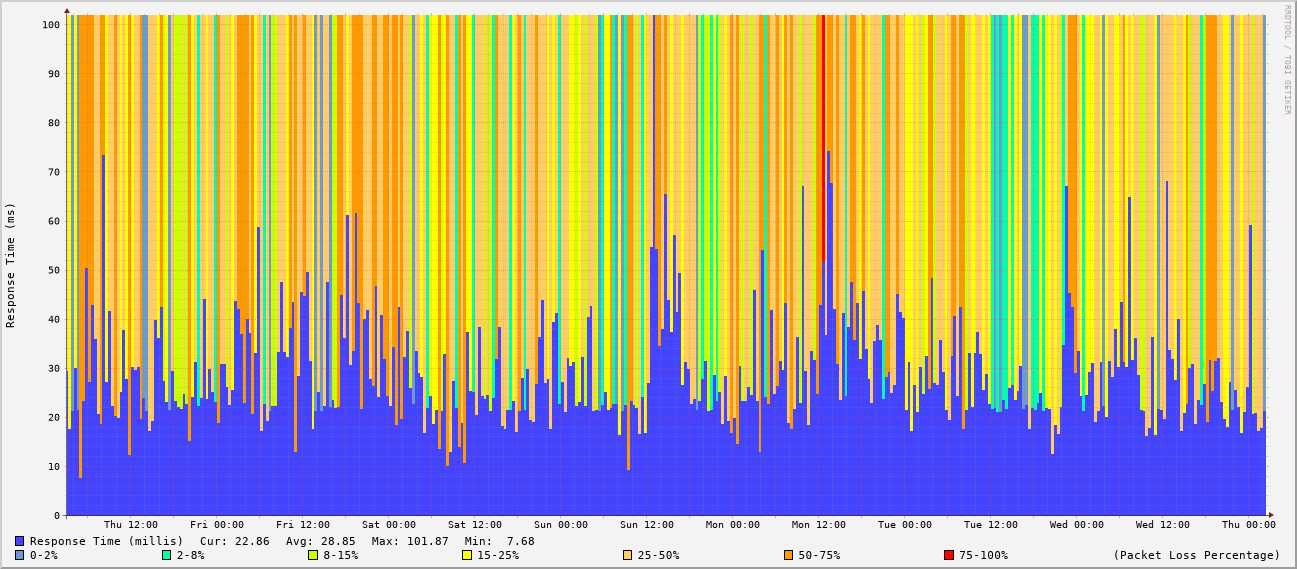 RRDTOOL / TOBI OETIKER
Response Time (ms)
100
90
80
70
60
50
40
30
20
10
0
Thu 12:00 Fri 00:00 Fri 12:00 Sat 00:00 Sat 12:00 Sun 00:00 Sun 12:00 Mon 00:00 Mon 12:00 Tue 00:00 Tue 12:00 Wed 00:00 Wed 12:00 Thu 00:00
Response Time (millis) Cur: 22.86 Avg: 28.85 Max: 101.87 Min: 7.68
0-2% 2-8% 8-15% 15-25% 25-50% 50-75% 75-100% (Packet Loss Percentage)